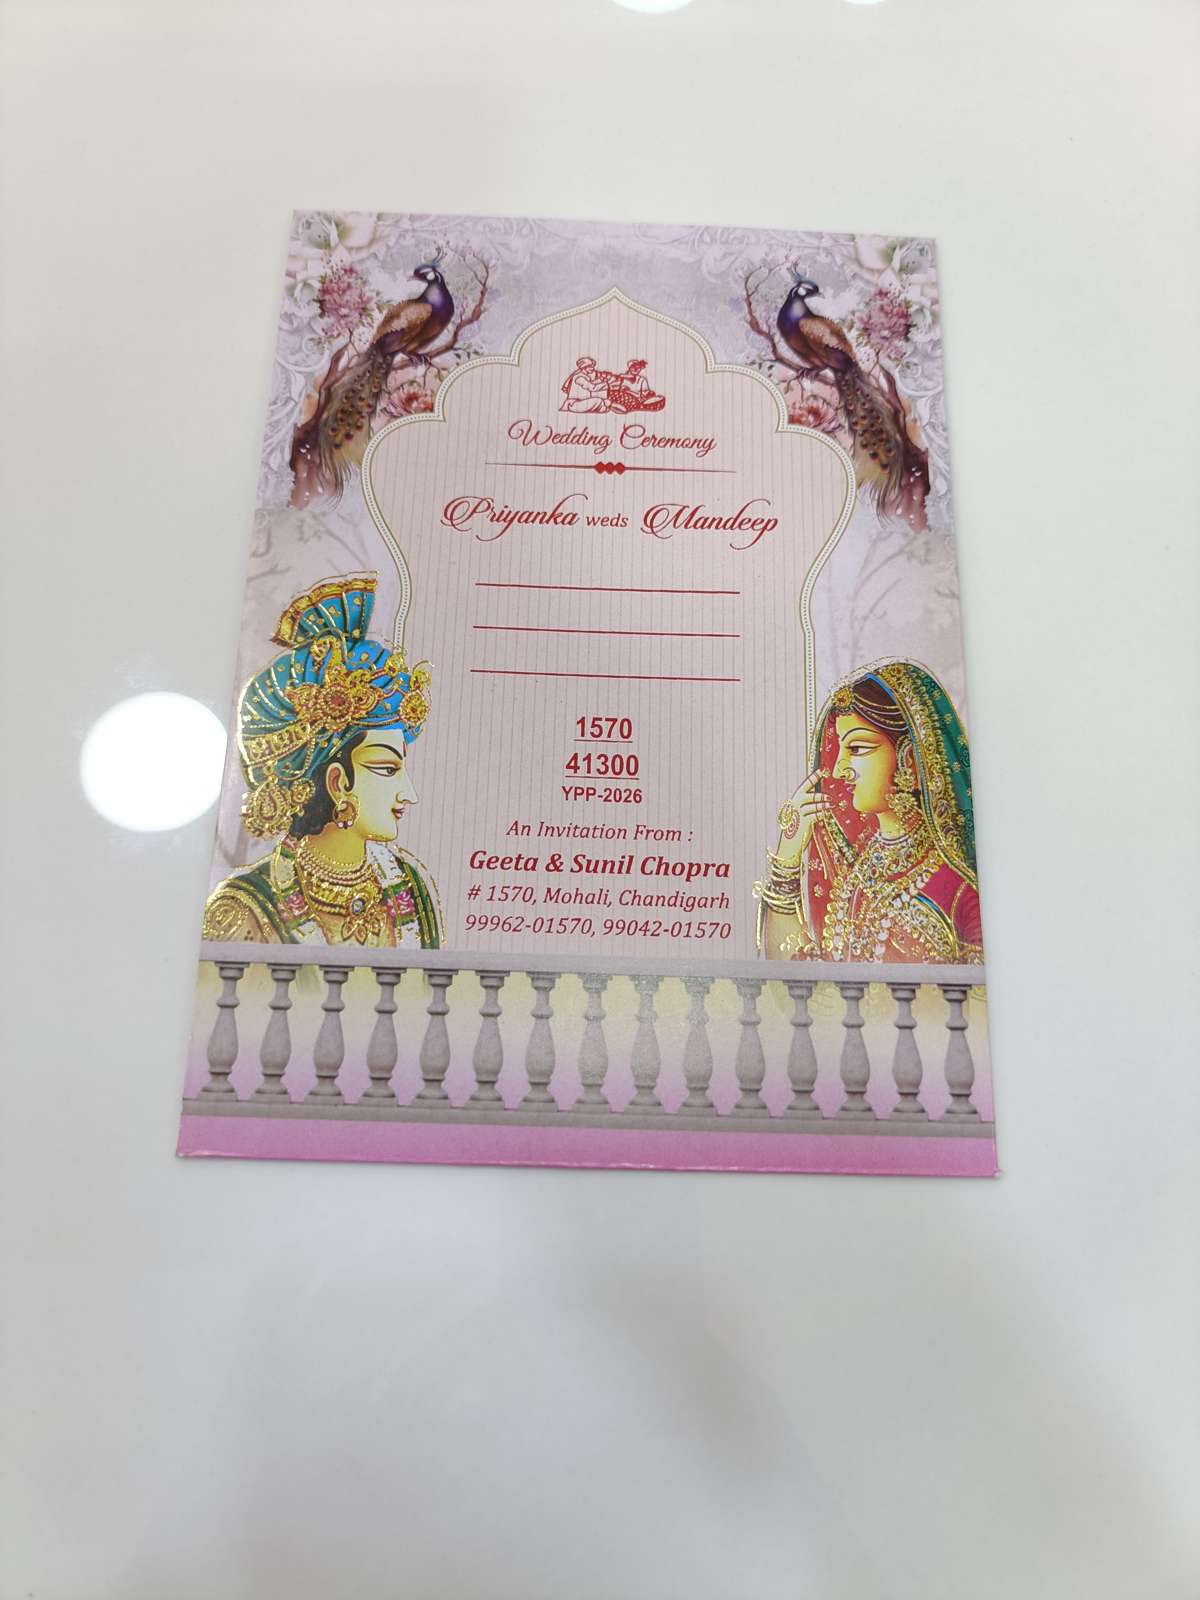 Wedding Ceremony
Priyanka weds Mandeep
1570
41300
YPP-2026
An Invitation From :
Geeta & Sunil Chopra
# 1570, Mohali, Chandigarh
99962-01570, 99042-01570